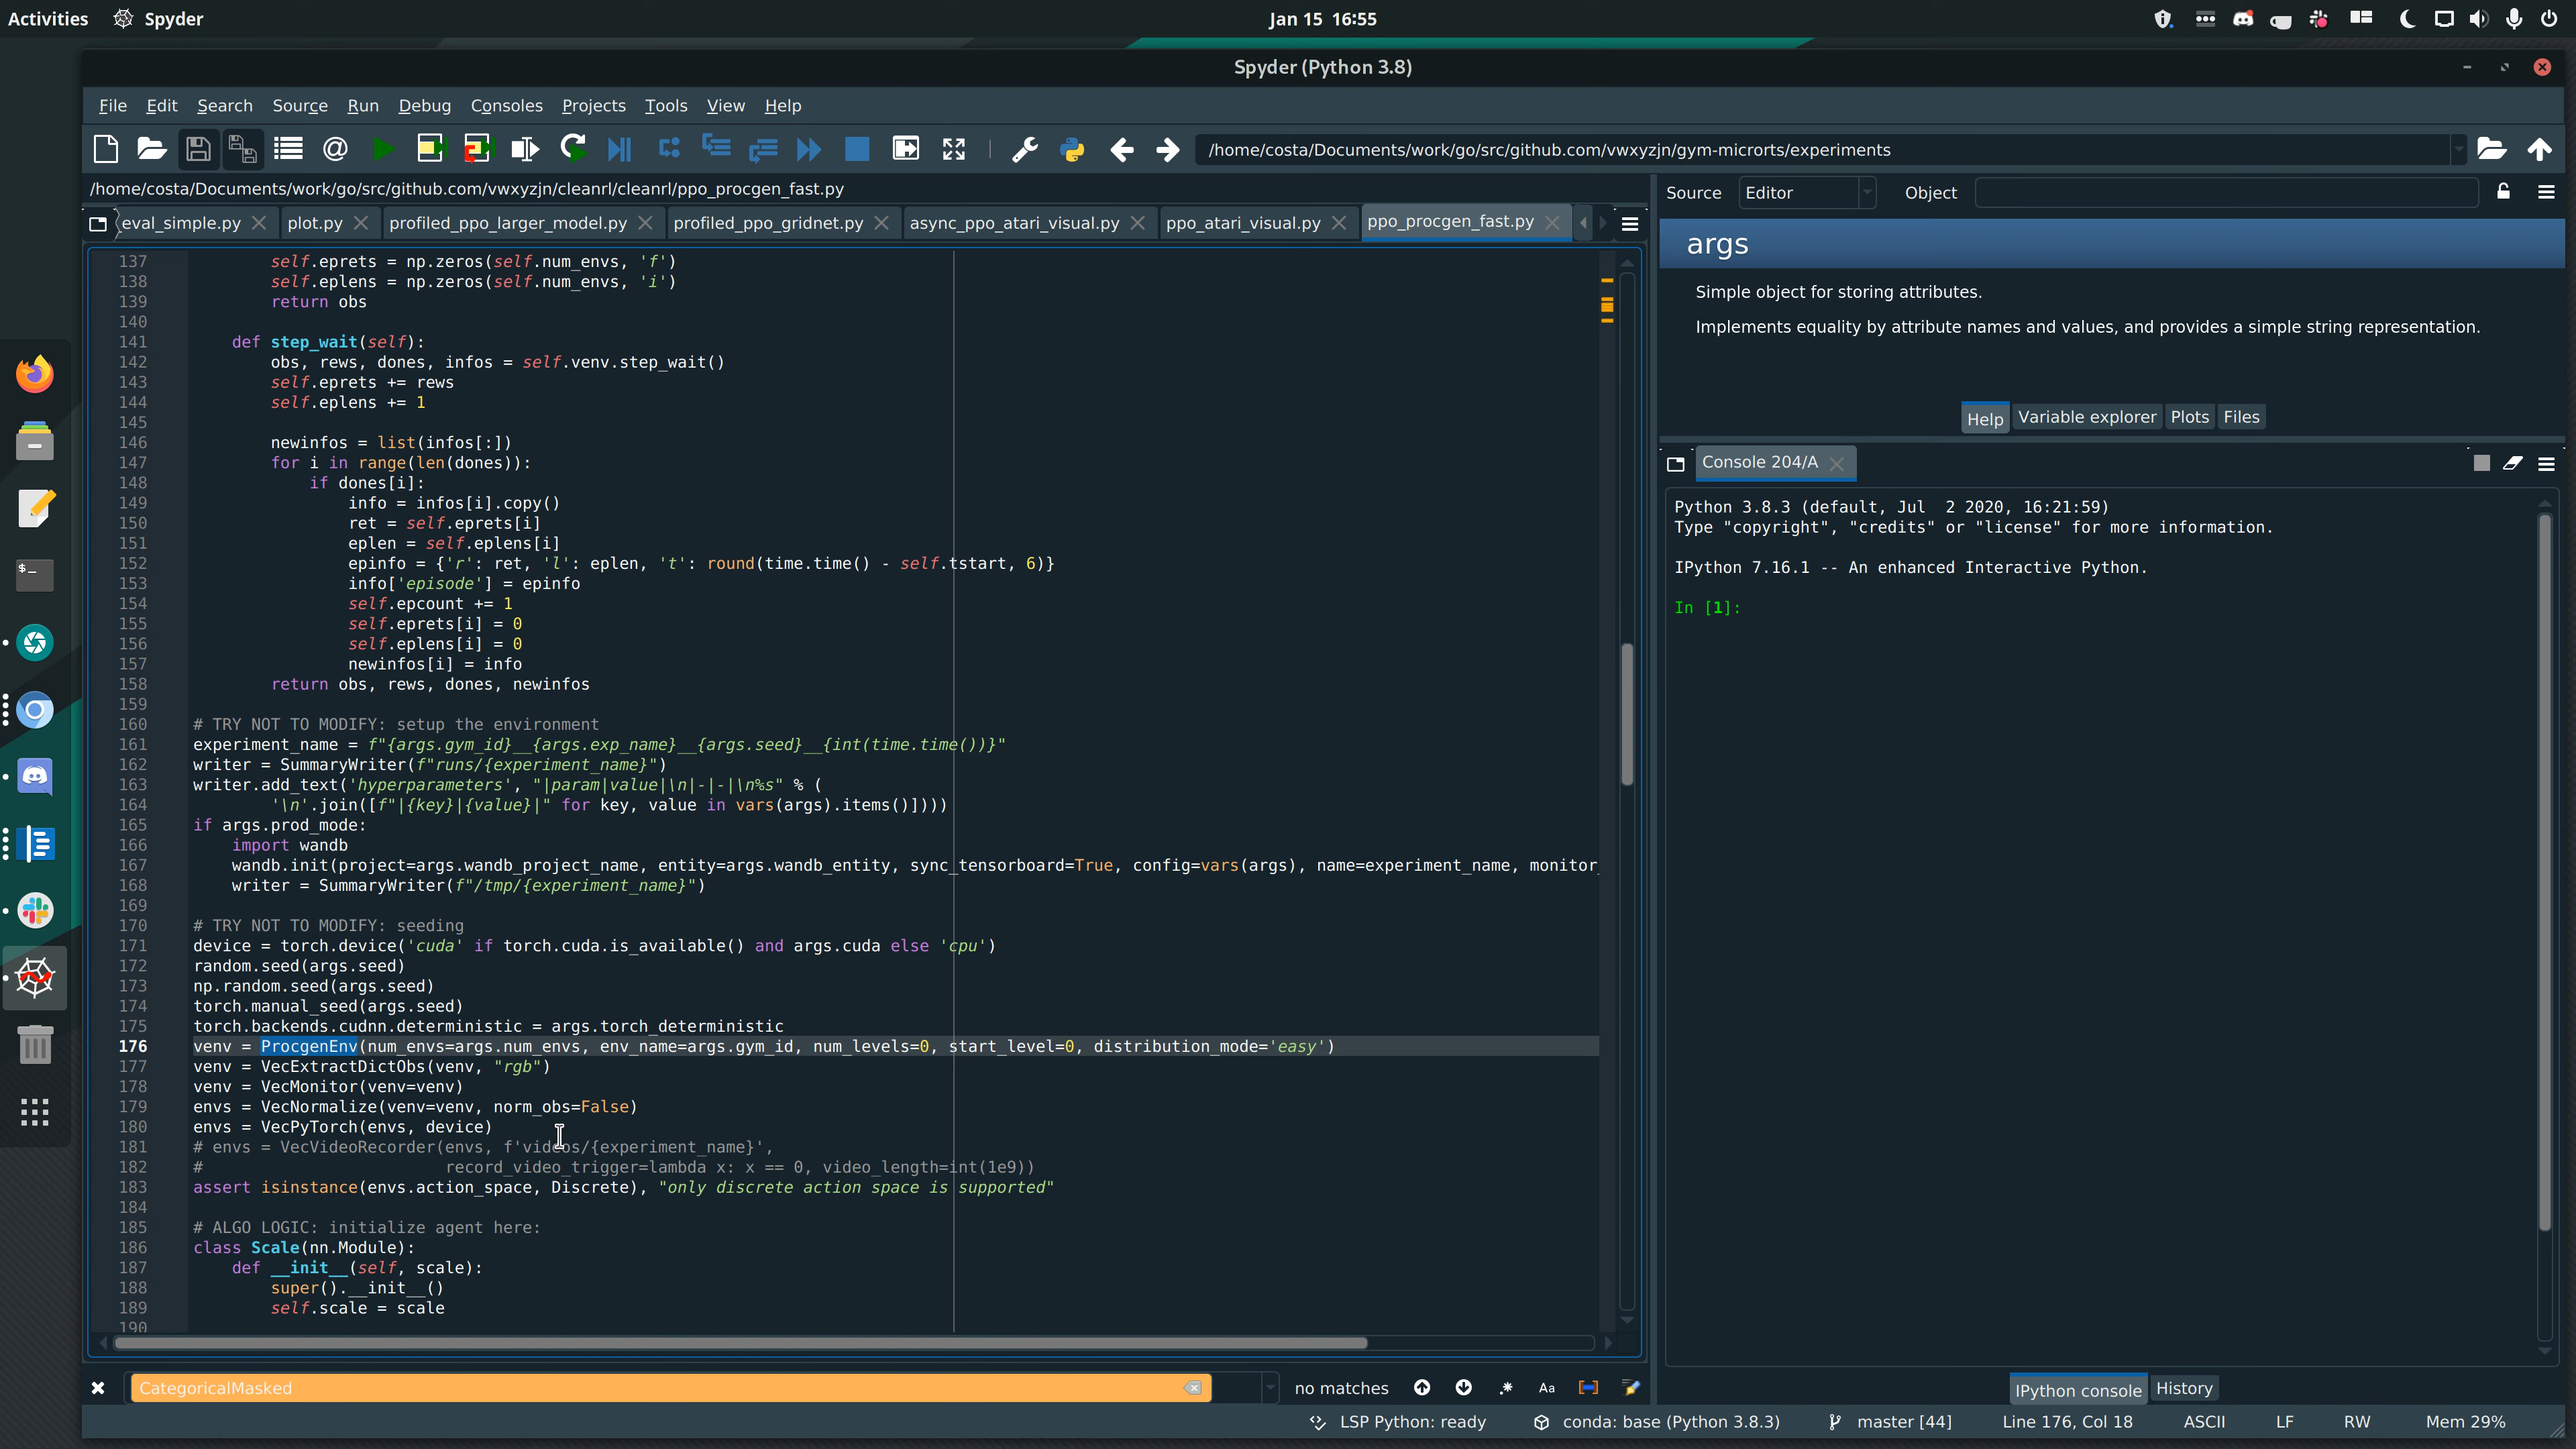 Activities Spyder Jan 15 16:55
Spyder (Python 3.8)
File Edit Search Source Run Debug Consoles Projects Tools View Help
/home/costa/Documents/work/go/src/github.com/vwxyzjn/gym-microrts/experiments
/home/costa/Documents/work/go/src/github.com/vwxyzjn/cleanrl/cleanrl/ppo_procgen_fast.py
eval_simple.py plot.py profiled_ppo_larger_model.py profiled_ppo_gridnet.py async_ppo_atari_visual.py ppo_atari_visual.py ppo_procgen_fast.py
137 self.eprets = np.zeros(self.num_envs, 'f')
138 self.eplens = np.zeros(self.num_envs, 'i')
139 return obs
140
141 def step_wait(self):
142 obs, rews, dones, infos = self.venv.step_wait()
143 self.eprets += rews
144 self.eplens += 1
145
146 newinfos = list(infos[:])
147 for i in range(len(dones)):
148 if dones[i]:
149 info = infos[i].copy()
150 ret = self.eprets[i]
151 eplen = self.eplens[i]
152 epinfo = {'r': ret, 'l': eplen, 't': round(time.time() - self.tstart, 6)}
153 info['episode'] = epinfo
154 self.epcount += 1
155 self.eprets[i] = 0
156 self.eplens[i] = 0
157 newinfos[i] = info
158 return obs, rews, dones, newinfos
159
160 # TRY NOT TO MODIFY: setup the environment
161 experiment_name = f"{args.gym_id}__{args.exp_name}__{args.seed}__{int(time.time())}"
162 writer = SummaryWriter(f"runs/{experiment_name}")
163 writer.add_text('hyperparameters', "|param|value|\n|-|-|\n%s" % (
164 '\n'.join([f"|{key}|{value}|" for key, value in vars(args).items()])))
165 if args.prod_mode:
166 import wandb
167 wandb.init(project=args.wandb_project_name, entity=args.wandb_entity, sync_tensorboard=True, config=vars(args), name=experiment_name, monitor_
168 writer = SummaryWriter(f"/tmp/{experiment_name}")
169
170 # TRY NOT TO MODIFY: seeding
171 device = torch.device('cuda' if torch.cuda.is_available() and args.cuda else 'cpu')
172 random.seed(args.seed)
173 np.random.seed(args.seed)
174 torch.manual_seed(args.seed)
175 torch.backends.cudnn.deterministic = args.torch_deterministic
176 venv = ProcgenEnv(num_envs=args.num_envs, env_name=args.gym_id, num_levels=0, start_level=0, distribution_mode='easy')
177 venv = VecExtractDictObs(venv, "rgb")
178 venv = VecMonitor(venv=venv)
179 envs = VecNormalize(venv=venv, norm_obs=False)
180 envs = VecPyTorch(envs, device)
181 # envs = VecVideoRecorder(envs, f'videos/{experiment_name}',
182 # record_video_trigger=lambda x: x == 0, video_length=int(1e9))
183 assert isinstance(envs.action_space, Discrete), "only discrete action space is supported"
184
185 # ALGO LOGIC: initialize agent here:
186 class Scale(nn.Module):
187 def __init__(self, scale):
188 super().__init__()
189 self.scale = scale
190
CategoricalMasked no matches .* Aa
Source Editor Object
args
Simple object for storing attributes.
Implements equality by attribute names and values, and provides a simple string representation.
Help Variable explorer Plots Files
Console 204/A
Python 3.8.3 (default, Jul 2 2020, 16:21:59)
Type "copyright", "credits" or "license" for more information.
IPython 7.16.1 -- An enhanced Interactive Python.
In [1]:
IPython console History
LSP Python: ready conda: base (Python 3.8.3) master [44] Line 176, Col 18 ASCII LF RW Mem 29%